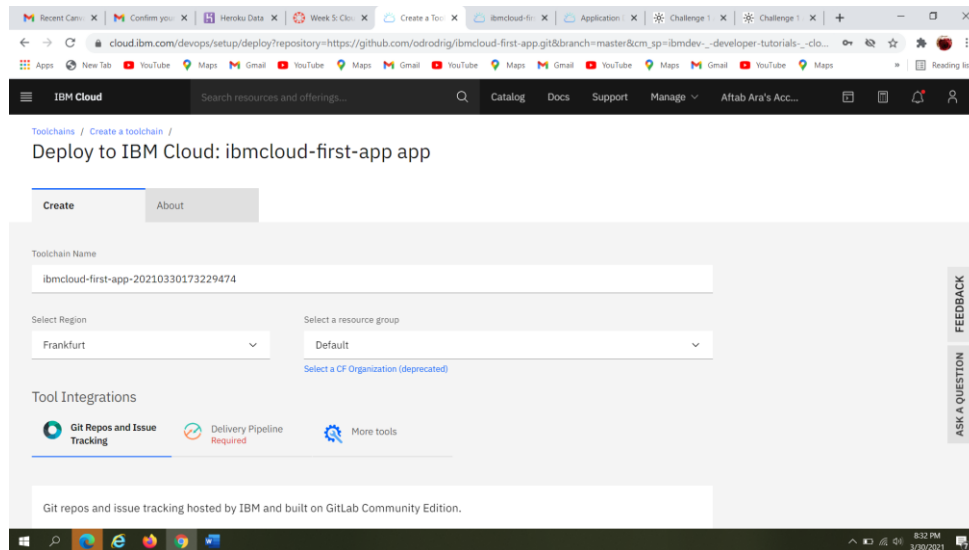 Recent Canv
Confirm your
Heroku Data
Week 5: Clou
Create a Too
ibmcloud-fir
Application
Challenge 1
Challenge 1
cloud.ibm.com/devops/setup/deploy?repository=https://github.com/odrodrig/ibmcloud-first-app.git&branch=master&cm_sp=ibmdev-_-developer-tutorials-_-clo...
Apps New Tab YouTube Maps Gmail YouTube Maps Gmail YouTube Maps Gmail YouTube Maps Gmail YouTube Maps » Reading lis
IBM Cloud Search resources and offerings... Catalog Docs Support Manage Aftab Ara's Acc...
Toolchains / Create a toolchain /
Deploy to IBM Cloud: ibmcloud-first-app app
Create About
Toolchain Name
ibmcloud-first-app-20210330173229474
Select Region Select a resource group
Frankfurt Default
Select a CF Organization (deprecated)
Tool Integrations
Git Repos and Issue
Tracking
Delivery Pipeline
Required
More tools
Git repos and issue tracking hosted by IBM and built on GitLab Community Edition.
FEEDBACK
ASK A QUESTION
8:32 PM
3/30/2021